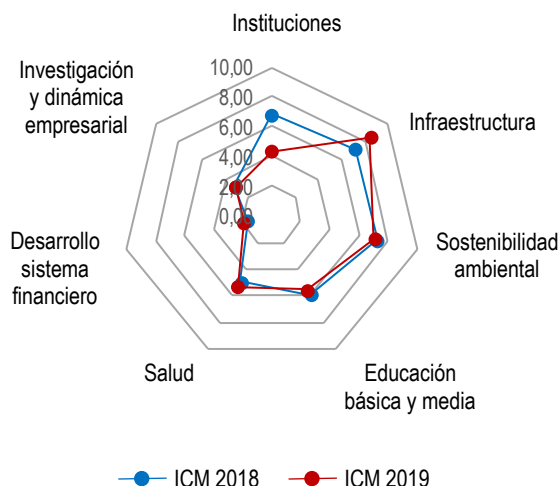 Instituciones
10,00
8,00
6,00
4,00
2,00
0,00
Investigación
y dinámica
empresarial
Infraestructura
Desarrollo
sistema
financiero
Sostenibilidad
ambiental
Salud
Educación
básica y media
ICM 2018
ICM 2019